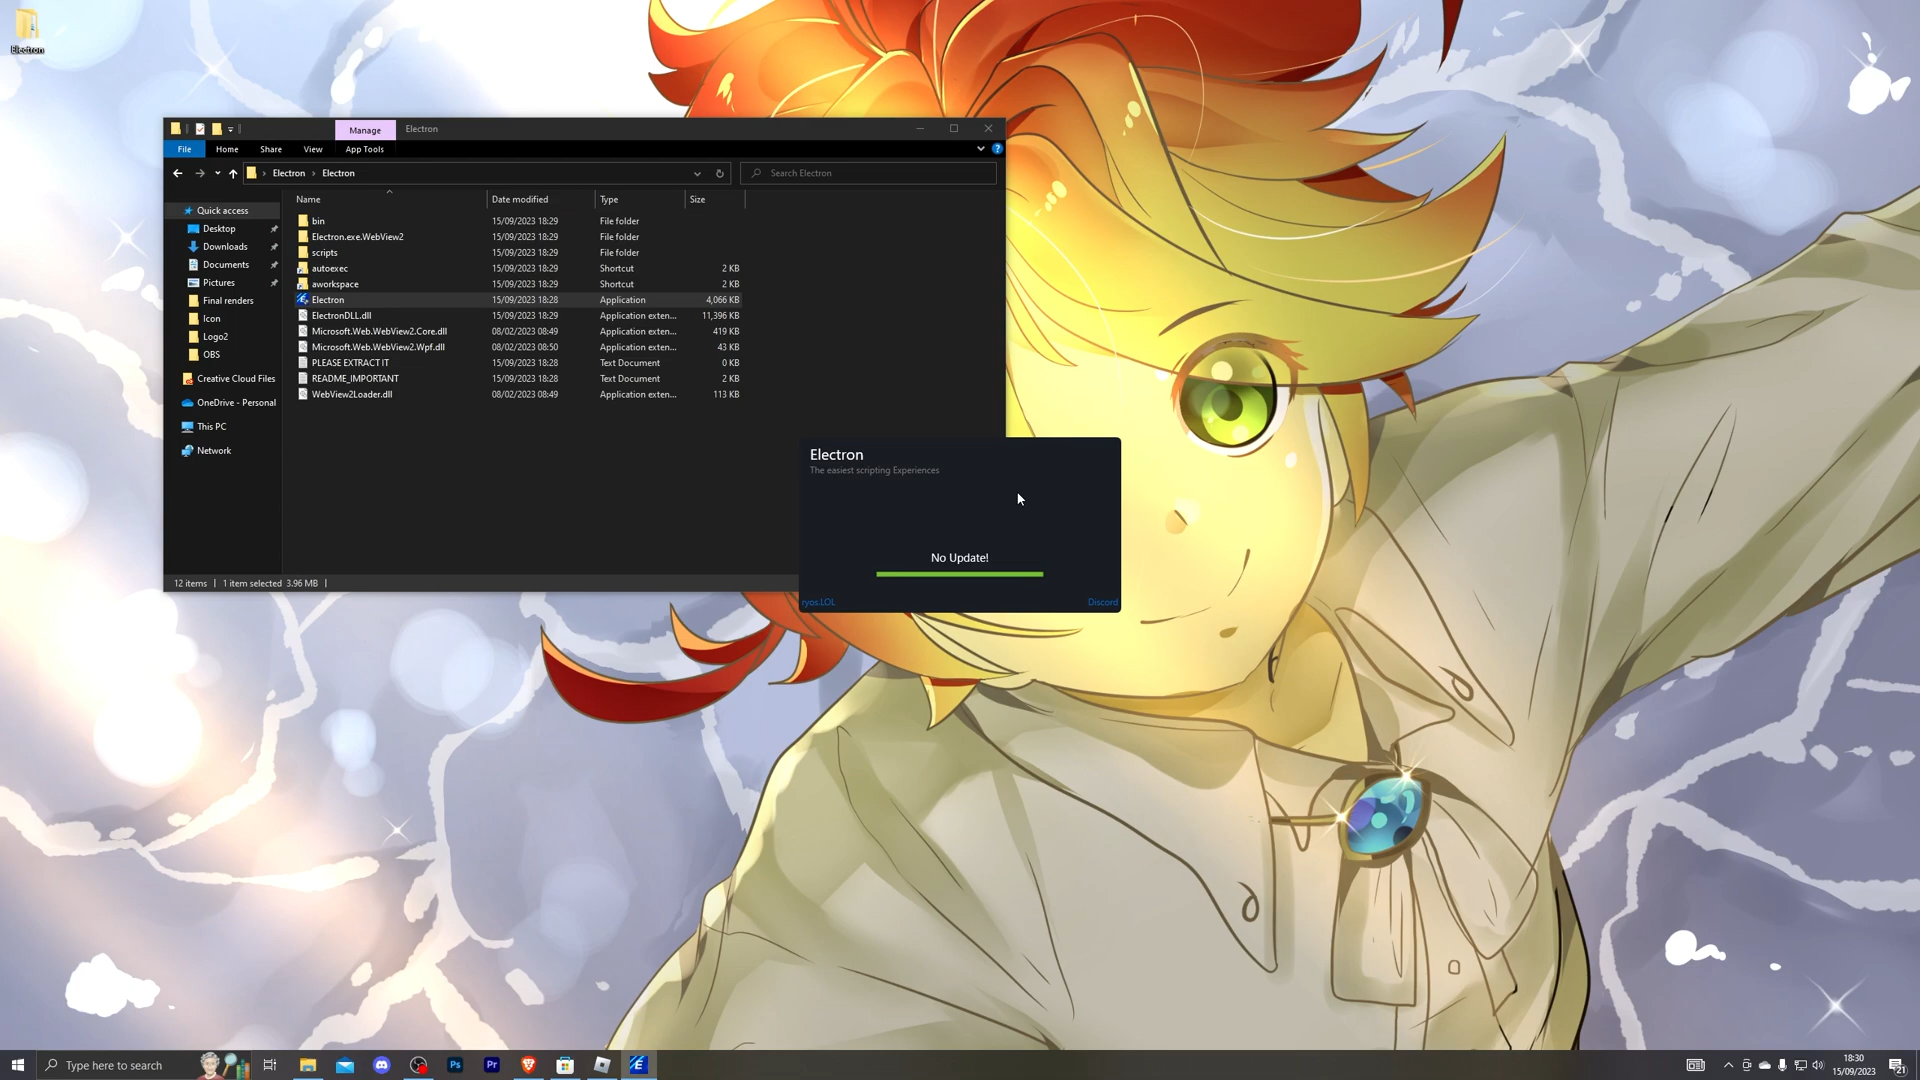 Electron
Manage
Electron
File
Home
Share
View
App Tools
?
Electron
Electron
Search Electron
Name
Date modified
Type
Size
Quick access
Desktop
Downloads
Documents
Pictures
Final renders
Icon
Logo2
OBS
Creative Cloud Files
OneDrive - Personal
This PC
Network
bin 15/09/2023 18:29 File folder
Electron.exe.WebView2 15/09/2023 18:29 File folder
scripts 15/09/2023 18:29 File folder
autoexec 15/09/2023 18:29 Shortcut 2 KB
aworkspace 15/09/2023 18:29 Shortcut 2 KB
Electron 15/09/2023 18:28 Application 4,066 KB
ElectronDLL.dll 15/09/2023 18:29 Application exten... 11,396 KB
Microsoft.Web.WebView2.Core.dll 08/02/2023 08:49 Application exten... 419 KB
Microsoft.Web.WebView2.Wpf.dll 08/02/2023 08:50 Application exten... 43 KB
PLEASE EXTRACT IT 15/09/2023 18:28 Text Document 0 KB
README_IMPORTANT 15/09/2023 18:28 Text Document 2 KB
WebView2Loader.dll 08/02/2023 08:49 Application exten... 113 KB
12 items
1 item selected 3.96 MB
Electron
The easiest scripting Experiences
No Update!
ryos.LOL
Discord
Type here to search
Ps
Pr
E
18:30
15/09/2023
21